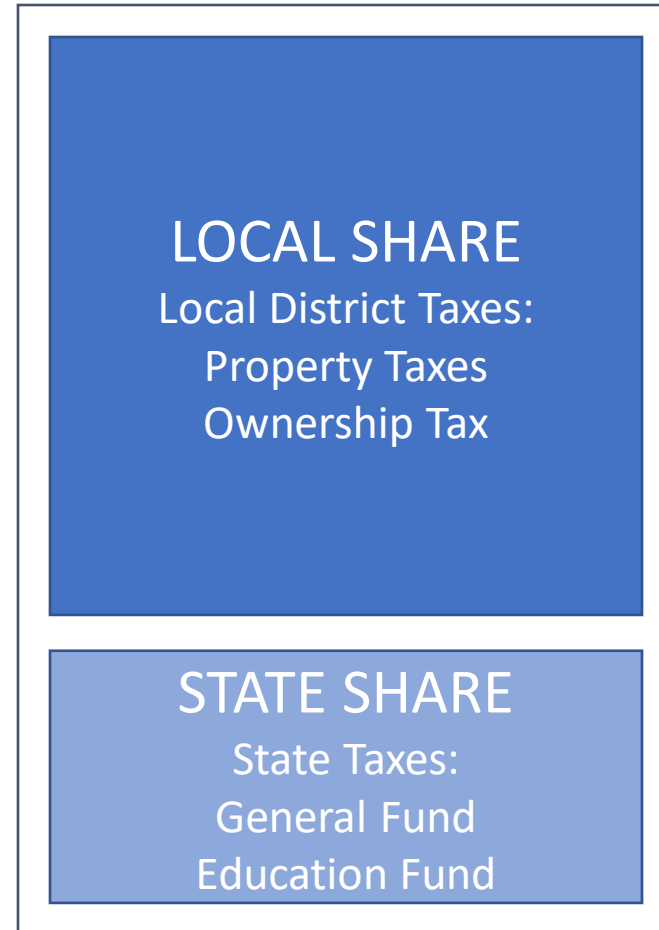 LOCAL SHARE
Local District Taxes:
Property Taxes
Ownership Tax
STATE SHARE
State Taxes:
General Fund
Education Fund